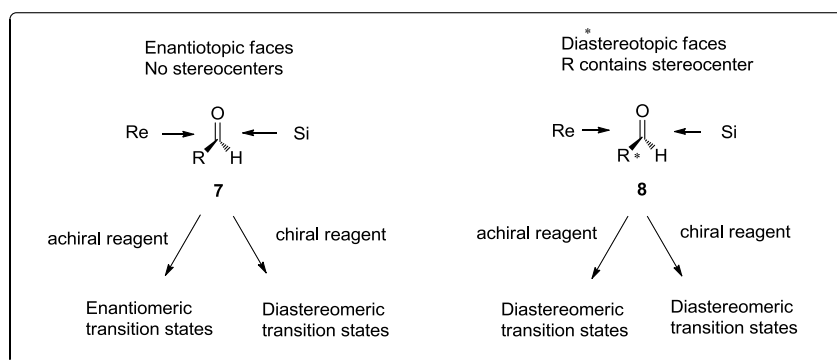 Enantiotopic faces
No stereocenters
Re
O
R
H
Si
7
achiral reagent
chiral reagent
Enantiomeric
transition states
Diastereomeric
transition states
*
Diastereotopic faces
R contains stereocenter
Re
O
R*
H
Si
8
achiral reagent
chiral reagent
Diastereomeric
transition states
Diastereomeric
transition states